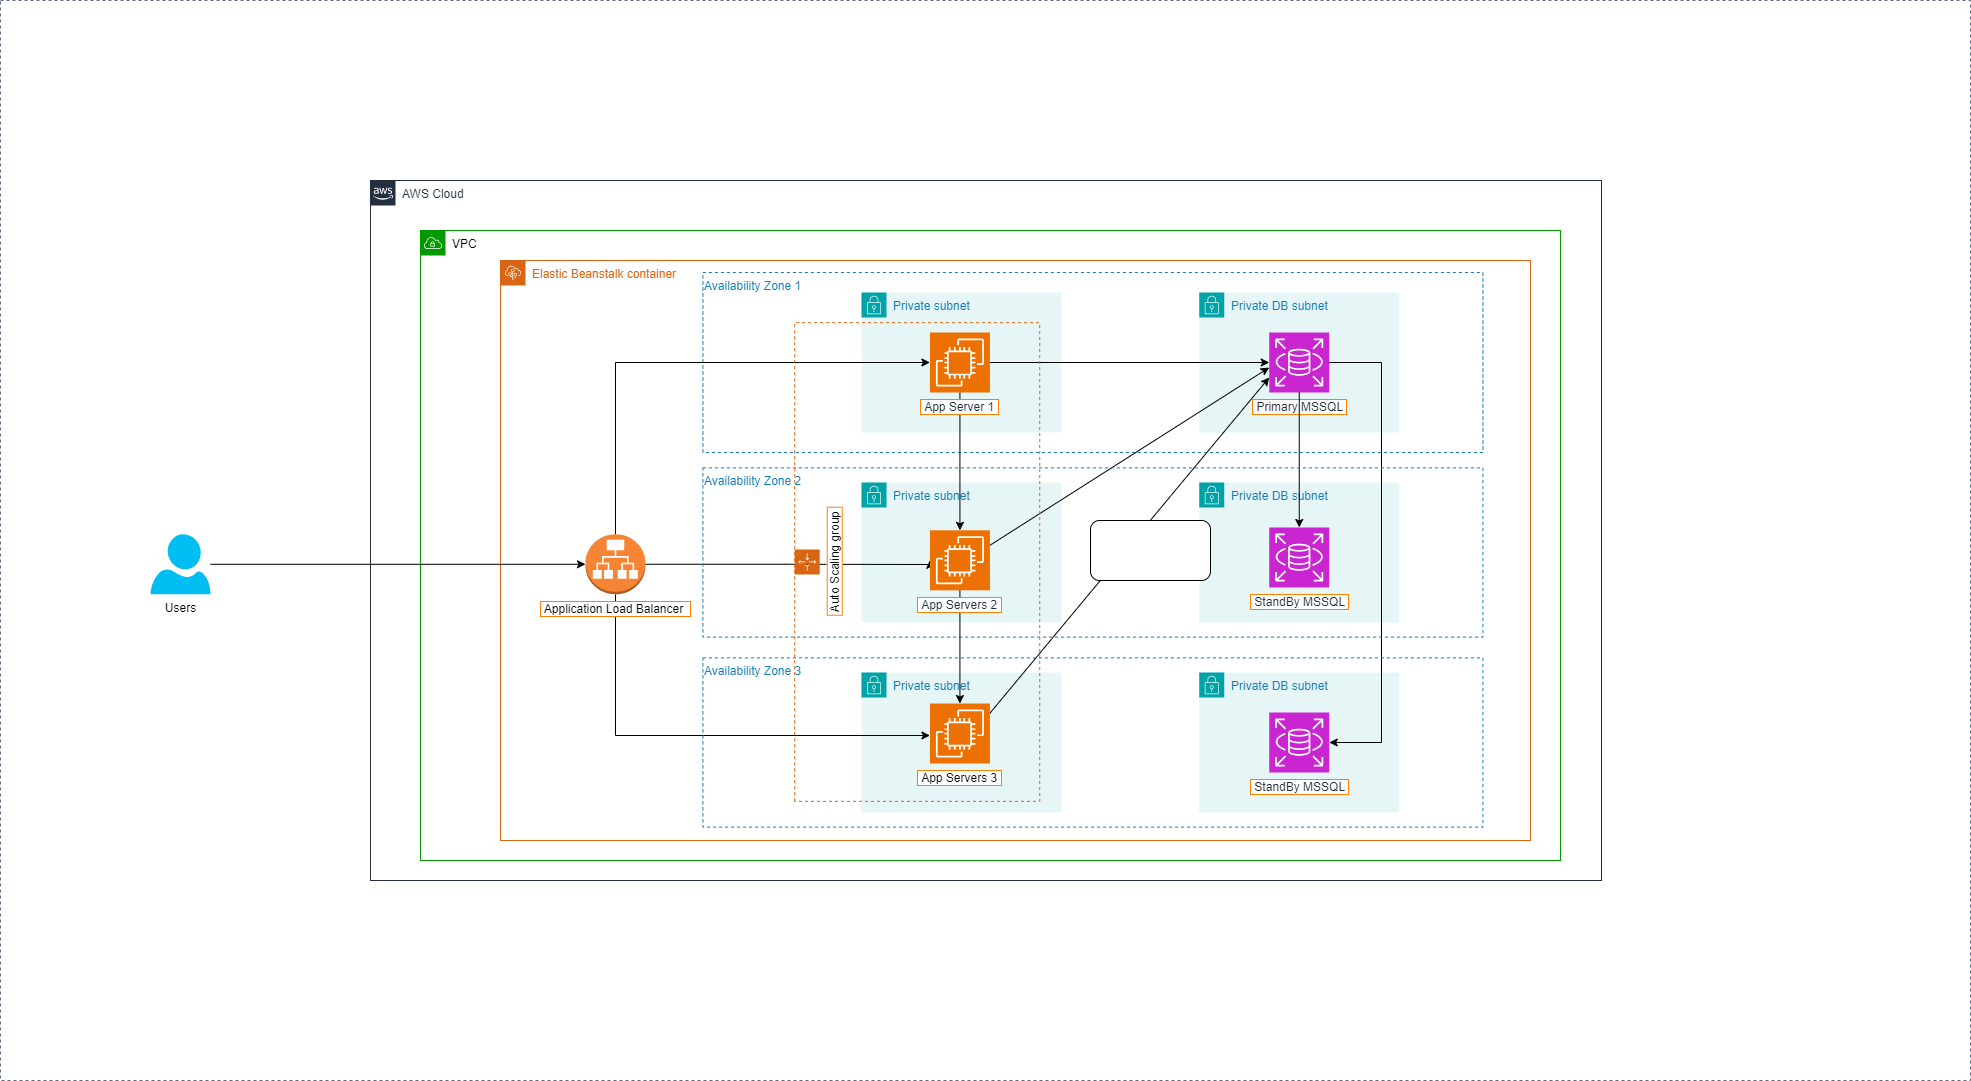 aws
AWS Cloud
VPC
Elastic Beanstalk container
Availability Zone 1
Private subnet
Private DB subnet
App Server 1
Primary MSSQL
Availability Zone 2
Private subnet
Private DB subnet
Auto Scaling group
Users
Application Load Balancer
App Servers 2
StandBy MSSQL
Availability Zone 3
Private subnet
Private DB subnet
App Servers 3
StandBy MSSQL